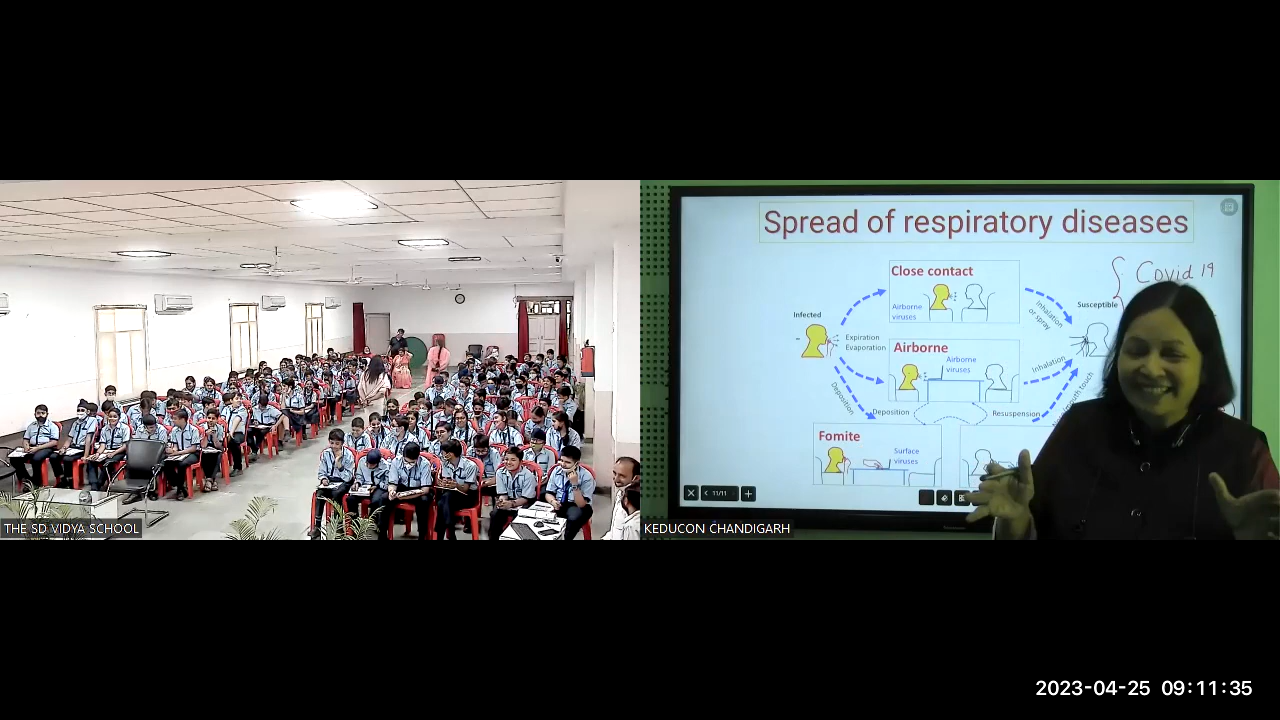 THE SD VIDYA SCHOOL
Spread of respiratory diseases
Covid 19
Close contact
Airborne
viruses
Infected
Susceptible
Inhalation
or spray
Expiration
Evaporation
Airborne
Airborne
viruses
Inhalation
Deposition
Deposition
Resuspension
touch
Fomite
Surface
viruses
11/11
KEDUCON CHANDIGARH
2023-04-25 09:11:35